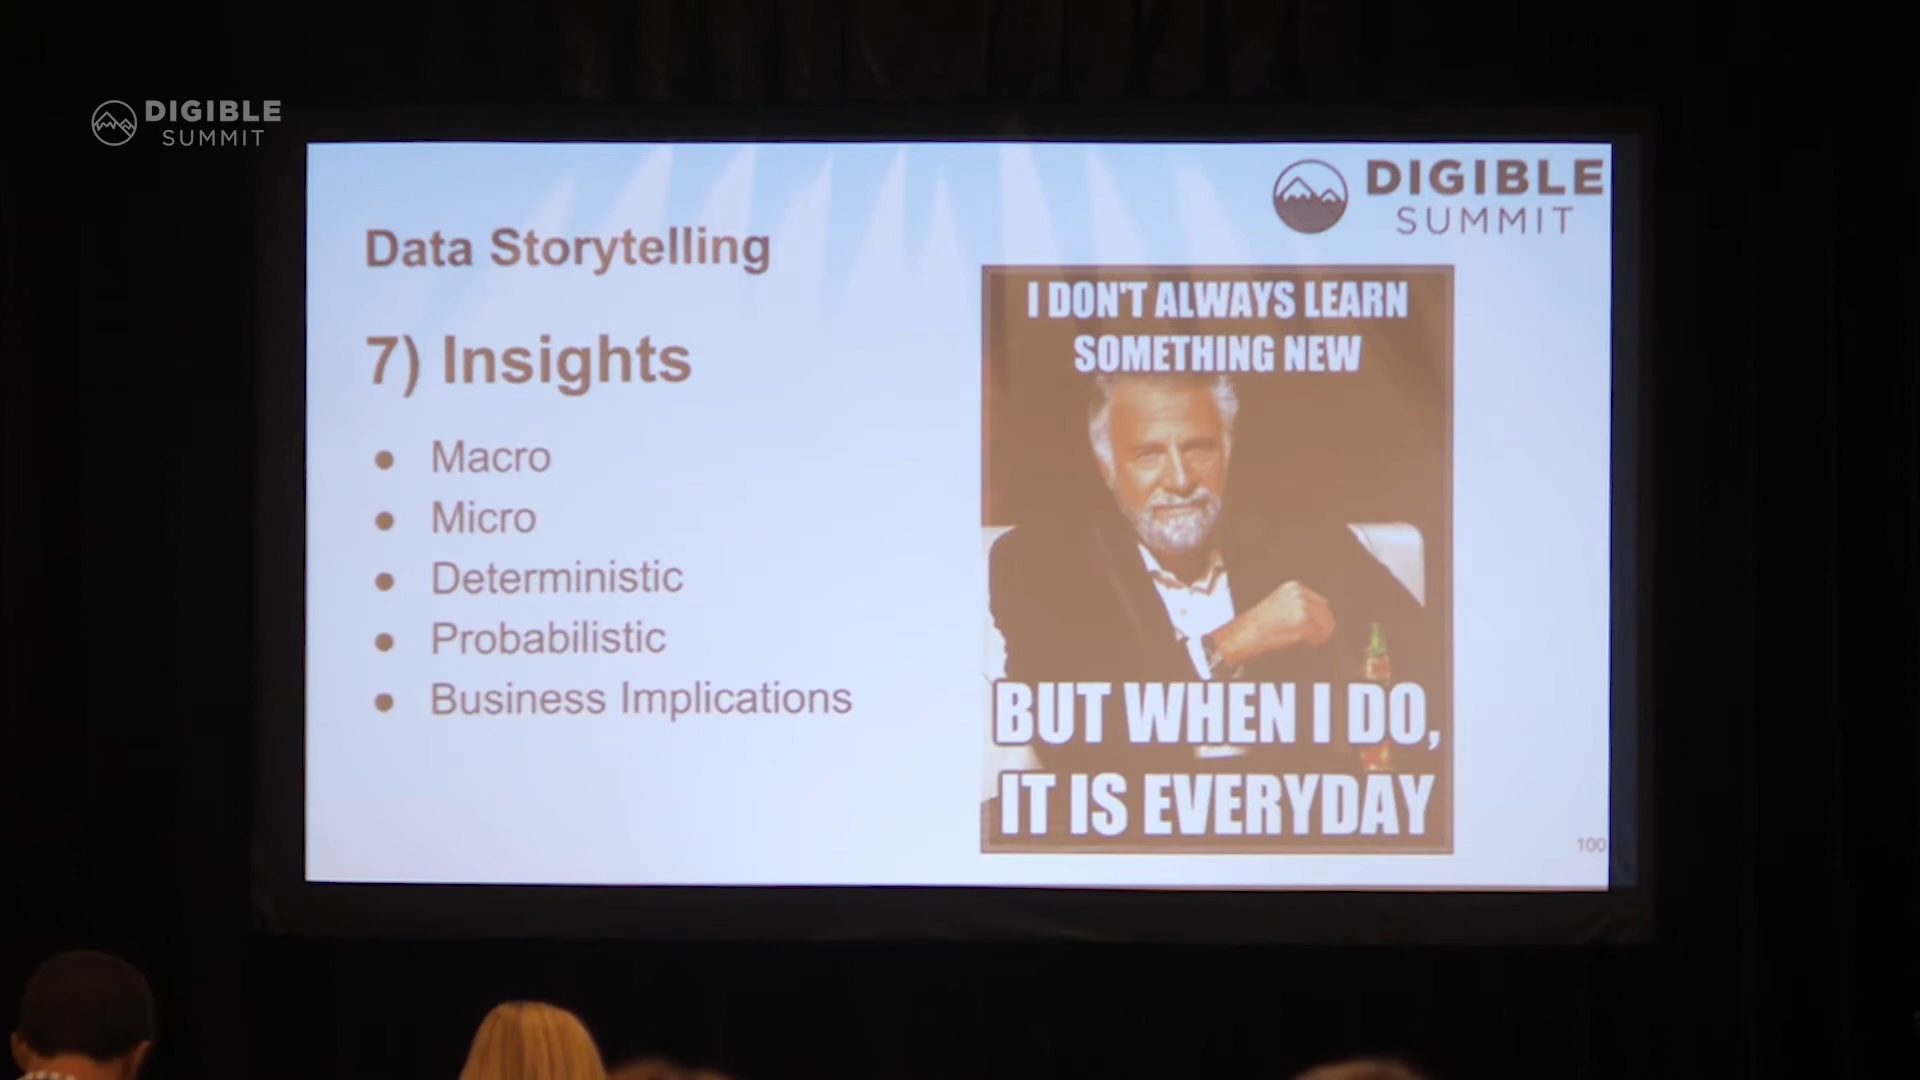 DIGIBLE
SUMMIT
DIGIBLE
SUMMIT
Data Storytelling
7) Insights
● Macro
● Micro
● Deterministic
● Probabilistic
● Business Implications
I DON'T ALWAYS LEARN
SOMETHING NEW
BUT WHEN I DO,
IT IS EVERYDAY
100